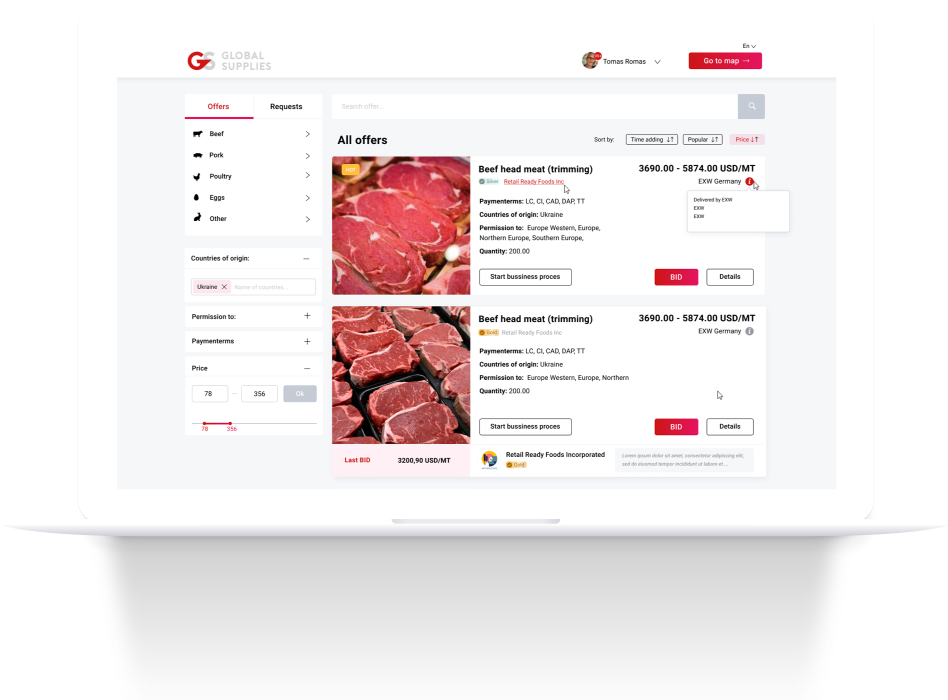 En
GLOBAL
SUPPLIES
Tomas Romas
Go to map →
Offers
Requests
Search offer...
Beef
Pork
Poultry
Eggs
Other
All offers
Sort by:
Time adding ↓↑
Popular ↓↑
Price ↓↑
HOT
Beef head meat (trimming)
3690.00 - 5874.00 USD/MT
Silver
Retail Ready Foods Inc
EXW Germany
Delivered by EXW
EXW
EXW
Paymenterms: LC, CI, CAD, DAP, TT
Countries of origin: Ukraine
Permission to: Europe Western, Europe,
Northern Europe, Southern Europe,
Quantity: 200.00
Start bussiness proces
BID
Details
Countries of origin:
Ukraine ×
Name of countries...
Permission to:
Paymenterms
Price
78
356
Ok
78
356
Beef head meat (trimming)
3690.00 - 5874.00 USD/MT
Gold
Retail Ready Foods Inc
EXW Germany
Paymenterms: LC, CI, CAD, DAP, TT
Countries of origin: Ukraine
Permission to: Europe Western, Europe, Northern
Quantity: 200.00
Start bussiness proces
BID
Details
Last BID
3200,90 USD/MT
Retail Ready Foods Incorporated
Gold
Lorem ipsum dolor sit amet, consectetur adipiscing elit,
sed do eiusmod tempor incididunt ut labore et ...